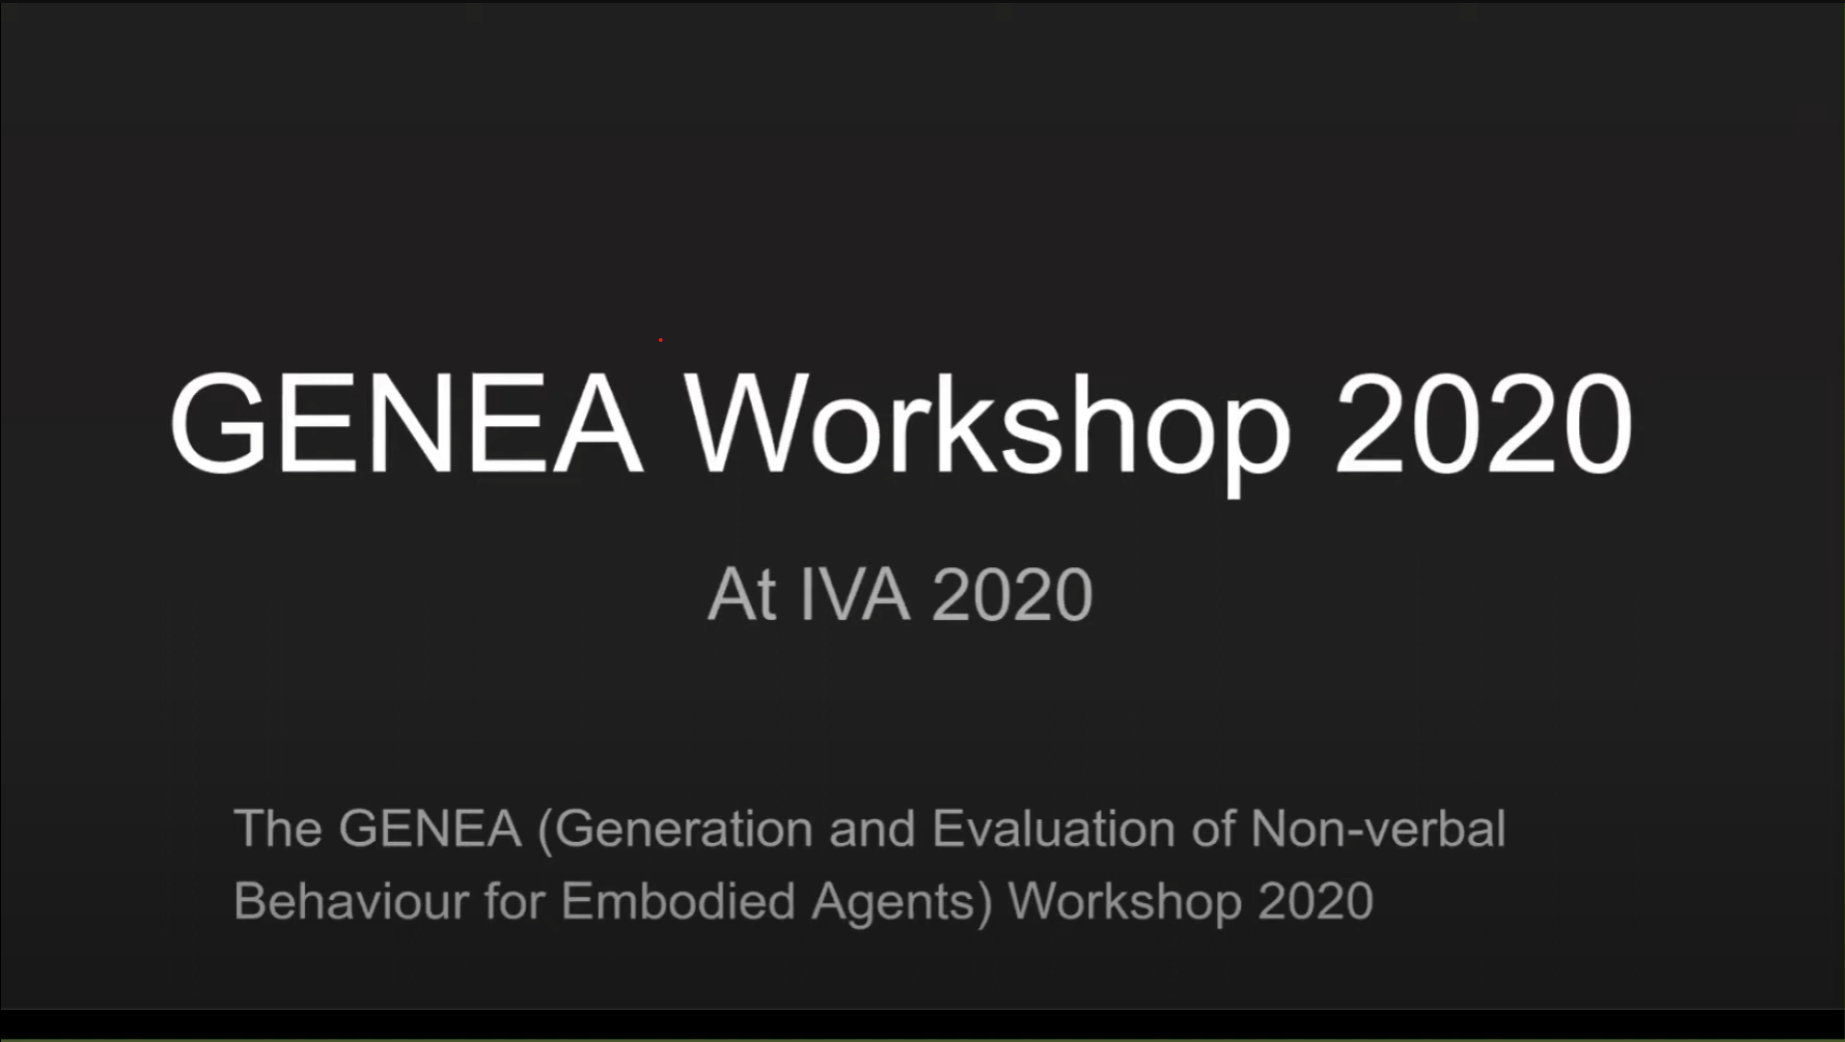 GENEA Workshop 2020
At IVA 2020
The GENEA (Generation and Evaluation of Non-verbal
Behaviour for Embodied Agents) Workshop 2020